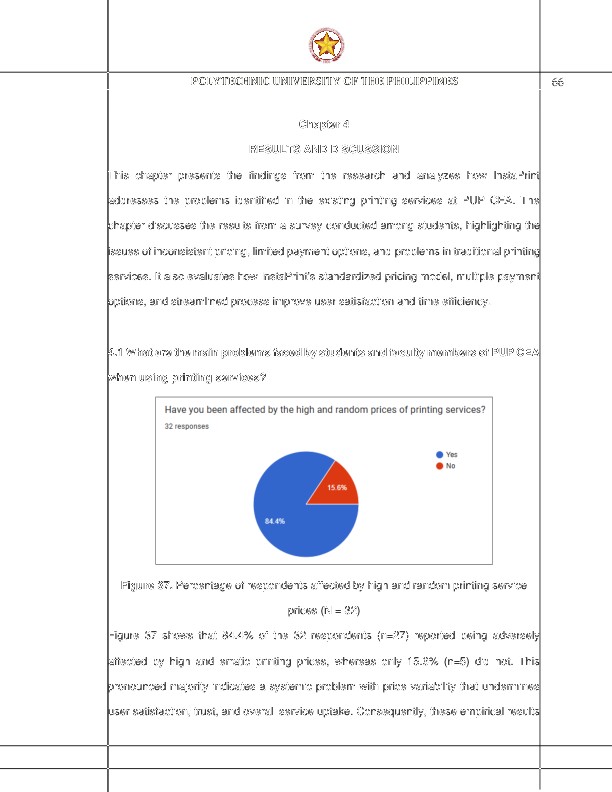 POLYTECHNIC UNIVERSITY OF THE PHILIPPINES
66
Chapter 4
RESULTS AND DISCUSSION
This chapter presents the findings from the research and analyzes how InstaPrint
addresses the problems identified in the existing printing services at PUP CEA. The
chapter discusses the results from a survey conducted among students, highlighting the
issues of inconsistent pricing, limited payment options, and problems in traditional printing
services. It also evaluates how InstaPrint's standardized pricing model, multiple payment
options, and streamlined process improve user satisfaction and time efficiency.
4.1 What are the main problems faced by students and faculty members of PUP CEA
when using printing services?
Have you been affected by the high and random prices of printing services?
32 responses
Yes
No
15.6%
84.4%
Figure 37. Percentage of respondents affected by high and random printing service
prices (N = 32)
Figure 37 shows that 84.4% of the 32 respondents (n=27) reported being adversely
affected by high and erratic printing prices, whereas only 15.6% (n=5) did not. This
pronounced majority indicates a systemic problem with price variability that undermines
user satisfaction, trust, and overall service uptake. Consequently, these empirical results